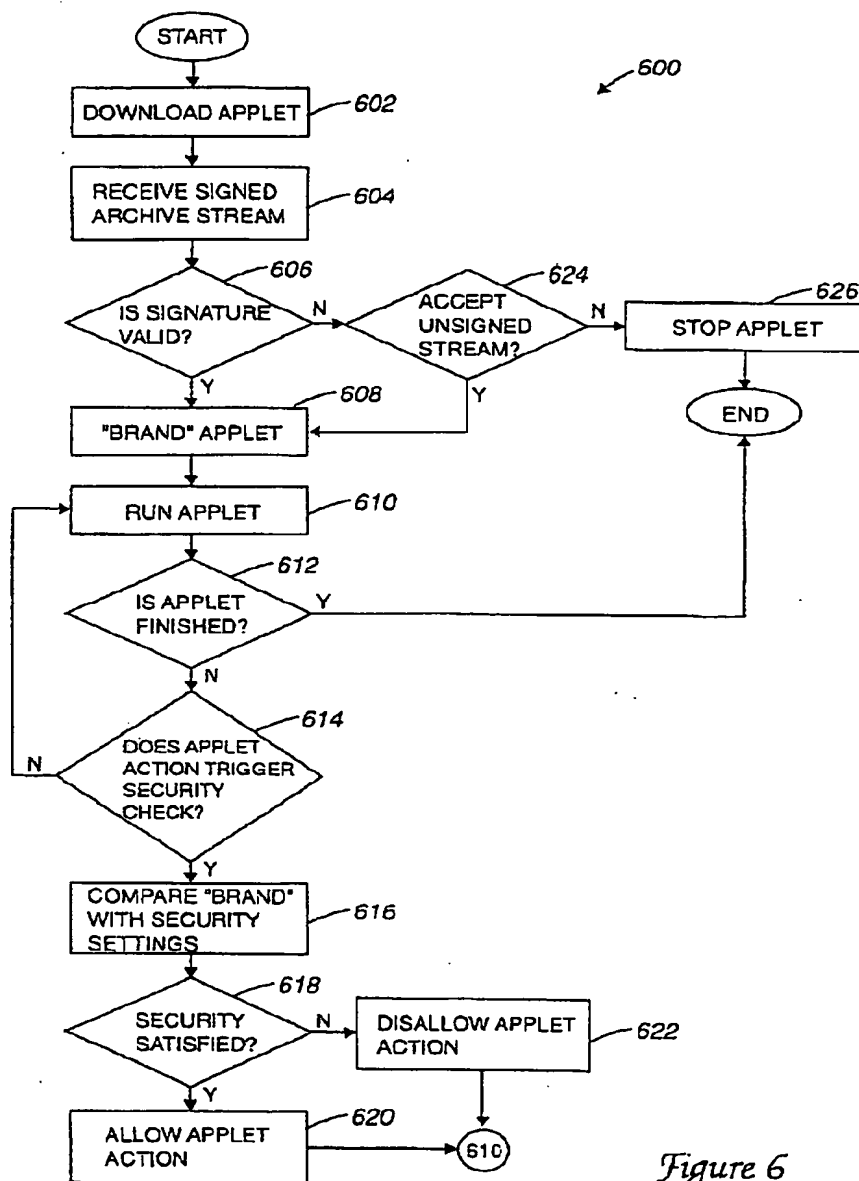 START
600
DOWNLOAD APPLET
602
RECEIVE SIGNED
ARCHIVE STREAM
604
606
IS SIGNATURE
VALID?
N
Y
624
ACCEPT
UNSIGNED
STREAM?
N
Y
626
STOP APPLET
END
608
"BRAND" APPLET
RUN APPLET
610
612
IS APPLET
FINISHED?
Y
N
614
DOES APPLET
ACTION TRIGGER
SECURITY
CHECK?
N
Y
COMPARE "BRAND"
WITH SECURITY
SETTINGS
616
618
SECURITY
SATISFIED?
N
Y
DISALLOW APPLET
ACTION
622
620
ALLOW APPLET
ACTION
610
Figure 6